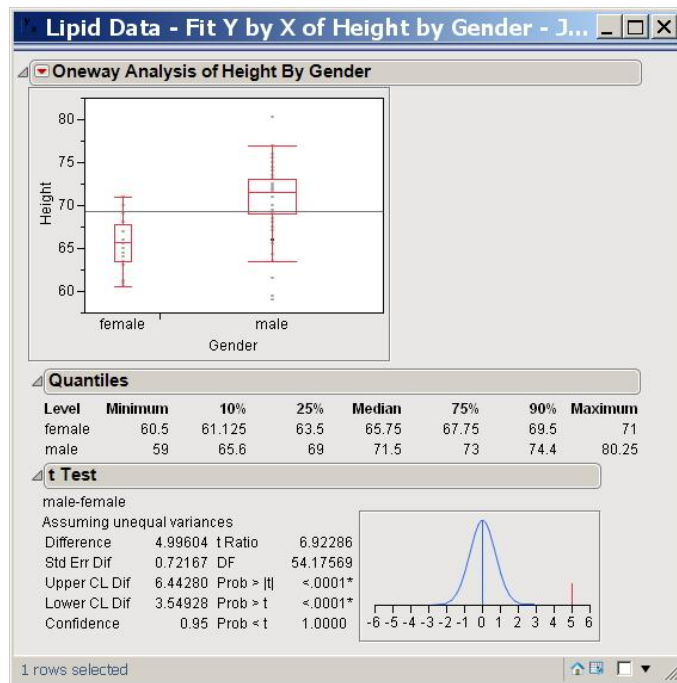 Lipid Data - Fit Y by X of Height by Gender - J...
Oneway Analysis of Height By Gender
80
75
70
65
60
Height
female male
Gender
Quantiles
Level Minimum 10% 25% Median 75% 90% Maximum
female 60.5 61.125 63.5 65.75 67.75 69.5 71
male 59 65.6 69 71.5 73 74.4 80.25
t Test
male-female
Assuming unequal variances
Difference 4.99604 t Ratio 6.92286
Std Err Dif 0.72167 DF 54.17569
Upper CL Dif 6.44280 Prob > |t| <.0001*
Lower CL Dif 3.54928 Prob > t <.0001*
Confidence 0.95 Prob < t 1.0000
-6 -5 -4 -3 -2 -1 0 1 2 3 4 5 6
1 rows selected